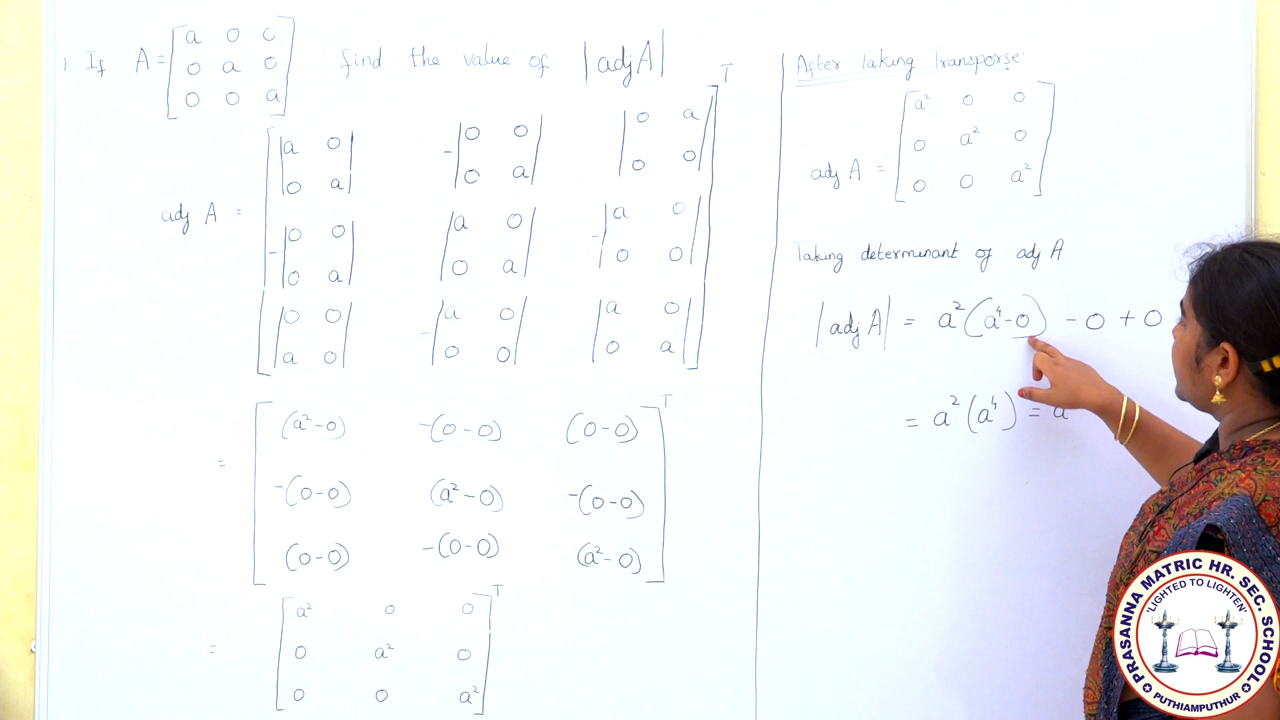 1 If A = [a 0 c
0 a 0
0 0 a] find the value of |adj A|
adj A = [|a 0; 0 a| -|0 0; 0 a| |0 a; 0 0|
-|0 0; 0 a| |a 0; 0 a| -|a 0; 0 0|
|0 0; a 0| -|a 0; 0 0| |a 0; 0 a|]ᵀ
= [(a²-0) -(0-0) (0-0)
-(0-0) (a²-0) -(0-0)
(0-0) -(0-0) (a²-0)]ᵀ
= [a² 0 0
0 a² 0
0 0 a²]ᵀ
After Taking Transporse
adj A = [a² 0 0
0 a² 0
0 0 a²]
Taking determinant of adj A
|adj A| = a²(a⁴-0) - 0 + 0
= a²(a⁴) = a
PRASANNA MATRIC HR. SEC. SCHOOL
'LIGHTED TO LIGHTEN'
PUTHIAMPUTHUR